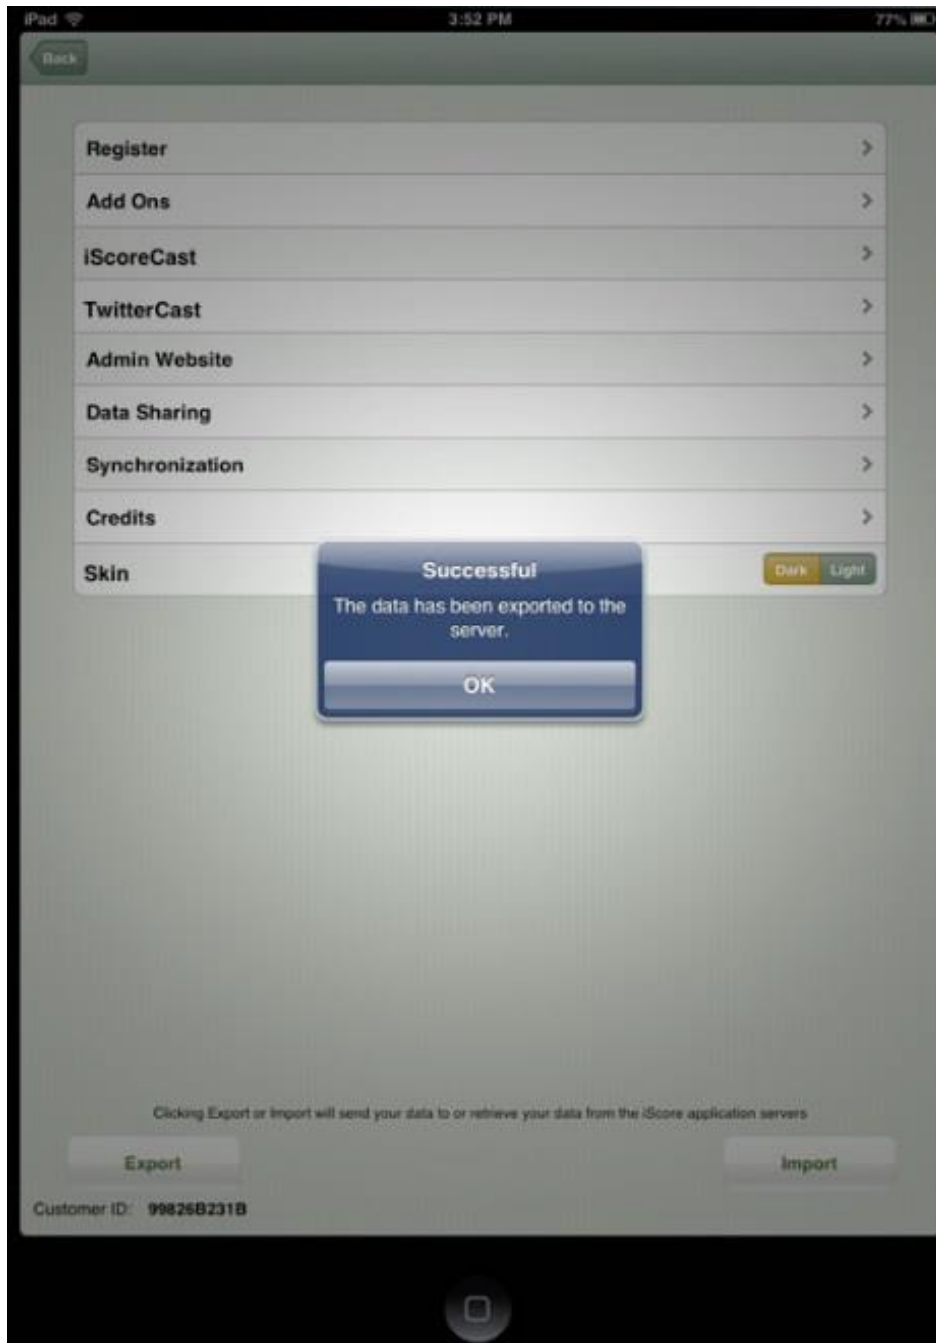 iPad 3:52 PM 77%
Back
Register
Add Ons
iScoreCast
TwitterCast
Admin Website
Data Sharing
Synchronization
Credits
Skin Dark Light
Successful
The data has been exported to the
server.
OK
Clicking Export or Import will send your data to or retrieve your data from the iScore application servers
Export Import
Customer ID: 99826B231B